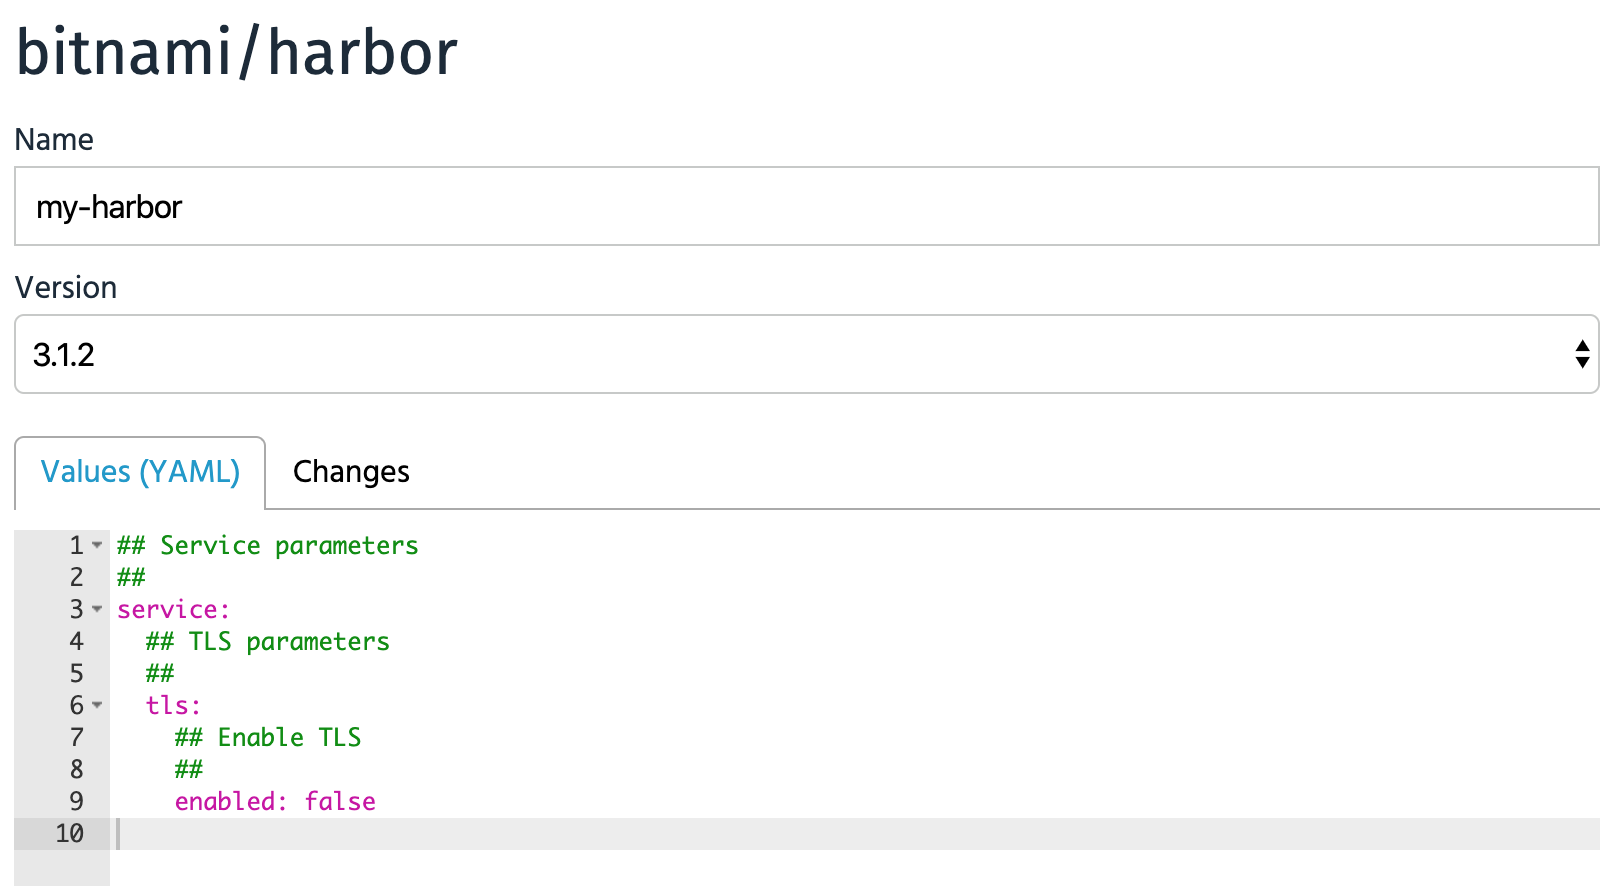 bitnami/harbor
Name
my-harbor
Version
3.1.2
Values (YAML) Changes
1 ## Service parameters
2 ##
3 service:
4   ## TLS parameters
5   ##
6   tls:
7     ## Enable TLS
8     ##
9     enabled: false
10